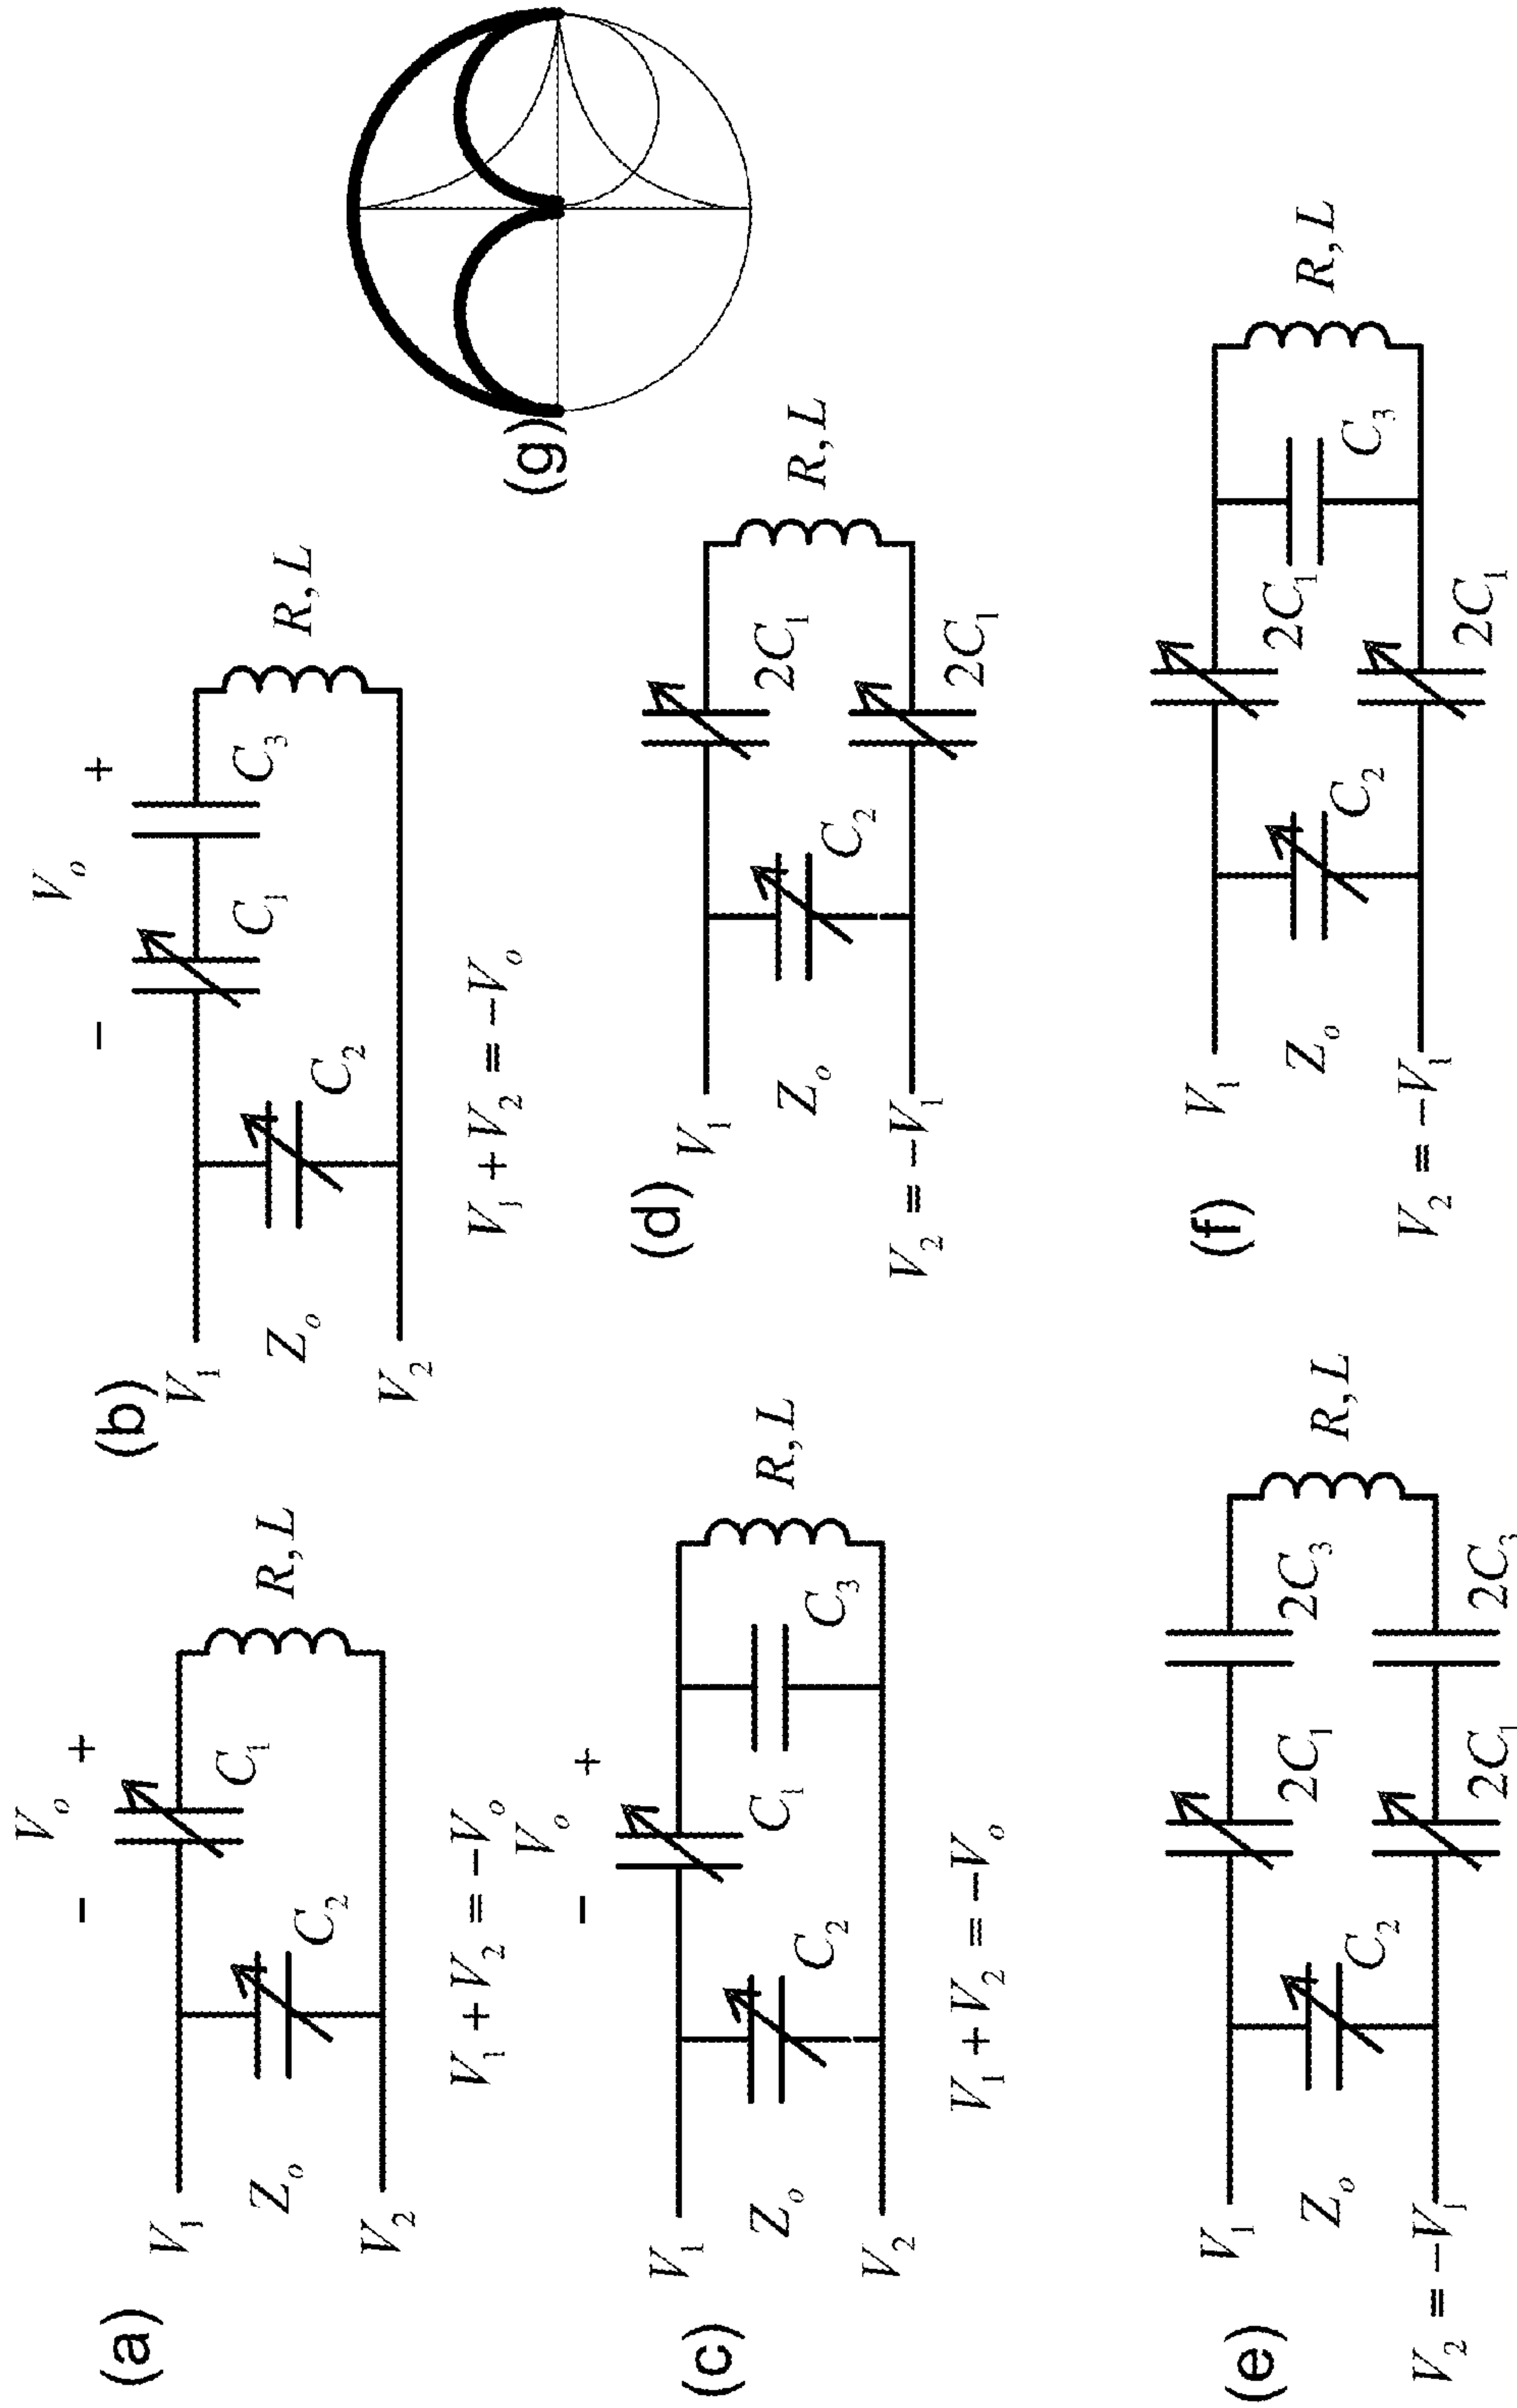 (a)
− V_o +
V_1
C_1
Z_o
C_2
R, L
V_2
V_1 + V_2 = −V_o
(b)
− V_o +
V_1
C_1
C_3
Z_o
C_2
R, L
V_2
V_1 + V_2 = −V_o
(c)
− V_o +
V_1
C_1
Z_o
C_2
C_3
R, L
V_2
V_1 + V_2 = −V_o
(d)
V_1
2C_1
Z_o
C_2
R, L
V_2 = −V_1
2C_1
(g)
(e)
V_1
2C_1
2C_3
Z_o
C_2
R, L
V_2 = −V_1
2C_1
2C_3
(f)
V_1
2C_1
Z_o
C_2
C_3
R, L
V_2 = −V_1
2C_1